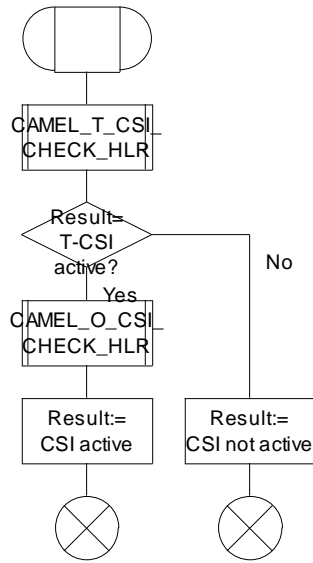 CAMEL_T_CSI_
CHECK_HLR
Result=
T-CSI
active?
No
Yes
CAMEL_O_CSI_
CHECK_HLR
Result:=
CSI active
Result:=
CSI not active